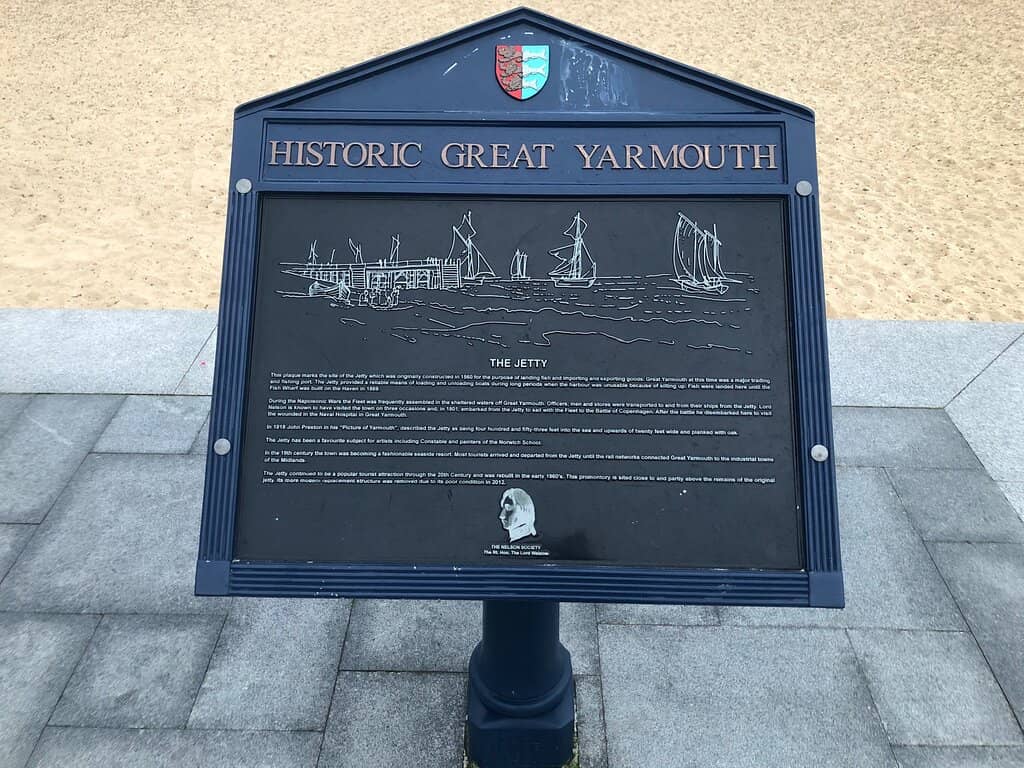 HISTORIC GREAT YARMOUTH
THE JETTY
This plaque marks the site of the Jetty which was originally constructed in 1560 for the purpose of landing fish and importing and exporting goods. Great Yarmouth at this time was a major trading
and fishing port. The Jetty provided a reliable means of loading and unloading boats during long periods when the harbour was unusable because of silting up. Fish were landed here until the
Fish Wharf was built on the Haven in 1869.
During the Napoleonic Wars the Fleet was frequently assembled in the sheltered waters off Great Yarmouth. Officers, men and stores were transported to and from their ships from the Jetty. Lord
Nelson is known to have visited the town on three occasions and, in 1801, embarked from the Jetty to sail with the Fleet to the Battle of Copenhagen. After the battle he disembarked here to visit
the wounded in the Naval Hospital in Great Yarmouth.
In 1819 John Preston in his "Picture of Yarmouth", described the Jetty as being four hundred and fifty-three feet into the sea and upwards of twenty feet wide and planked with oak.
The Jetty has been a favourite subject for artists including Constable and painters of the Norwich School.
In the 19th century the town was becoming a fashionable seaside resort. Most tourists arrived and departed from the Jetty until the rail networks connected Great Yarmouth to the industrial towns
of the Midlands.
The Jetty continued to be a popular tourist attraction through the 20th Century and was rebuilt in the early 1960's. This promontory is sited close to and partly above the remains of the original
jetty, its more modern replacement structure was removed due to its poor condition in 2012.
THE NELSON SOCIETY
The Rt. Hon. The Lord Walpole